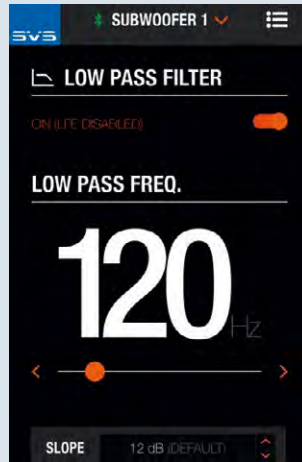 SVS
SUBWOOFER 1
LOW PASS FILTER
ON (LFE DISABLED)
LOW PASS FREQ.
120 Hz
SLOPE 12 dB (DEFAULT)